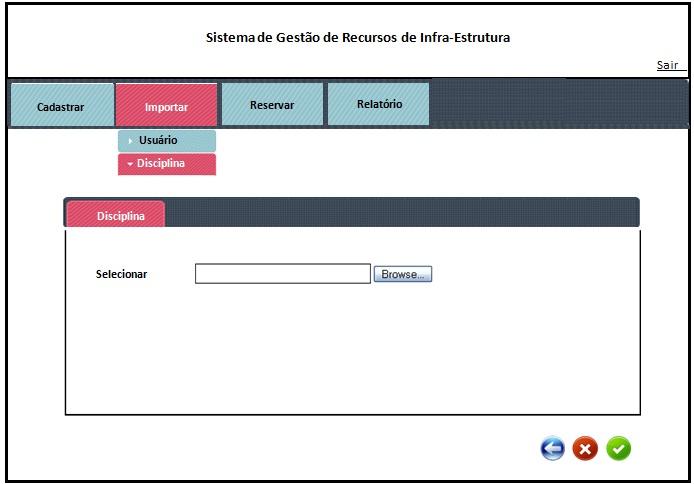 Sistema de Gestão de Recursos de Infra-Estrutura
Sair
Cadastrar Importar Reservar Relatório
Usuário
Disciplina
Disciplina
Selecionar Browse...